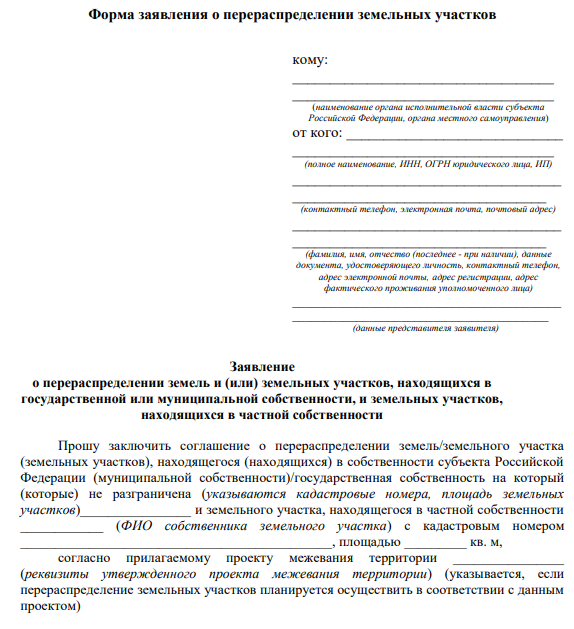 Форма заявления о перераспределении земельных участков
кому:
(наименование органа исполнительной власти субъекта
Российской Федерации, органа местного самоуправления)
от кого: ____________________________
(полное наименование, ИНН, ОГРН юридического лица, ИП)
(контактный телефон, электронная почта, почтовый адрес)
(фамилия, имя, отчество (последнее - при наличии), данные
документа, удостоверяющего личность, контактный телефон,
адрес электронной почты, адрес регистрации, адрес
фактического проживания уполномоченного лица)
(данные представителя заявителя)
Заявление
о перераспределении земель и (или) земельных участков, находящихся в
государственной или муниципальной собственности, и земельных участков,
находящихся в частной собственности
Прошу заключить соглашение о перераспределении земель/земельного участка
(земельных участков), находящегося (находящихся) в собственности субъекта Российской
Федерации (муниципальной собственности)/государственная собственность на который
(которые) не разграничена (указываются кадастровые номера, площадь земельных
участков)________________ и земельного участка, находящегося в частной собственности
____________ (ФИО собственника земельного участка) с кадастровым номером
_____________________________________________, площадью _________ кв. м,
согласно прилагаемому проекту межевания территории ________________
(реквизиты утвержденного проекта межевания территории) (указывается, если
перераспределение земельных участков планируется осуществить в соответствии с данным
проектом)